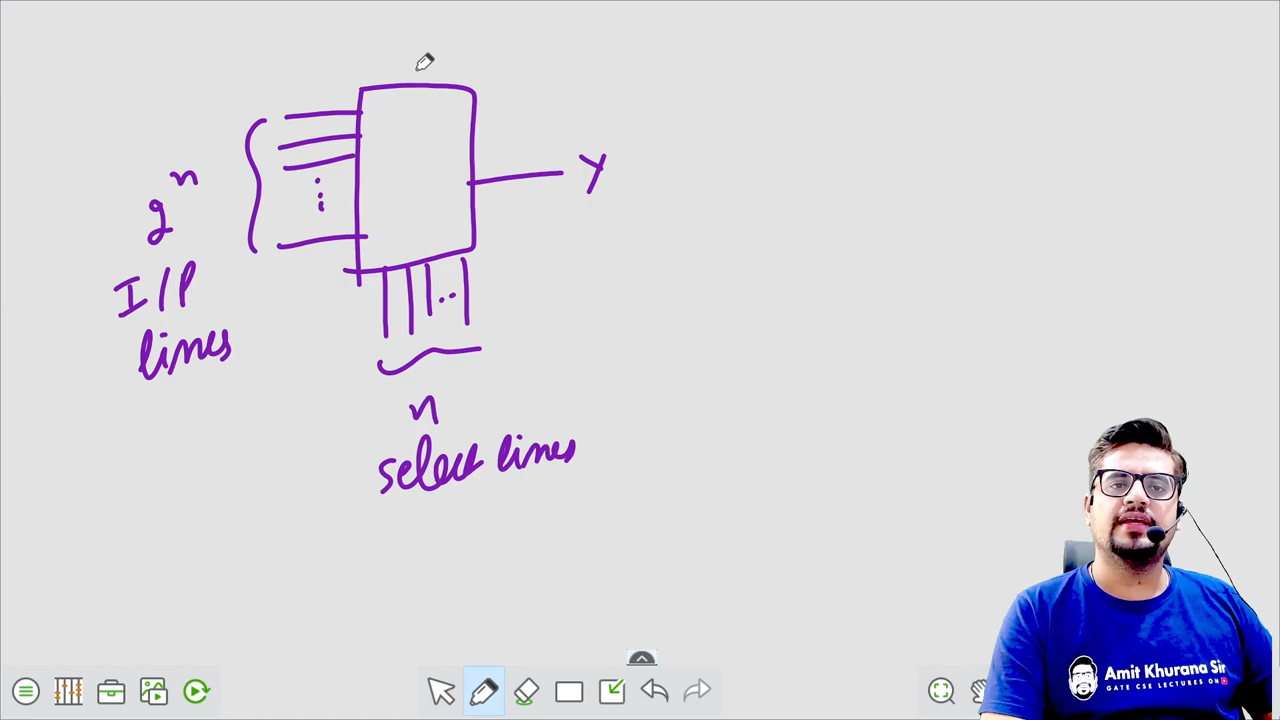 2^n
I/P
lines
Y
n
select lines
Amit Khurana Sir
GATE CSE LECTURES ON